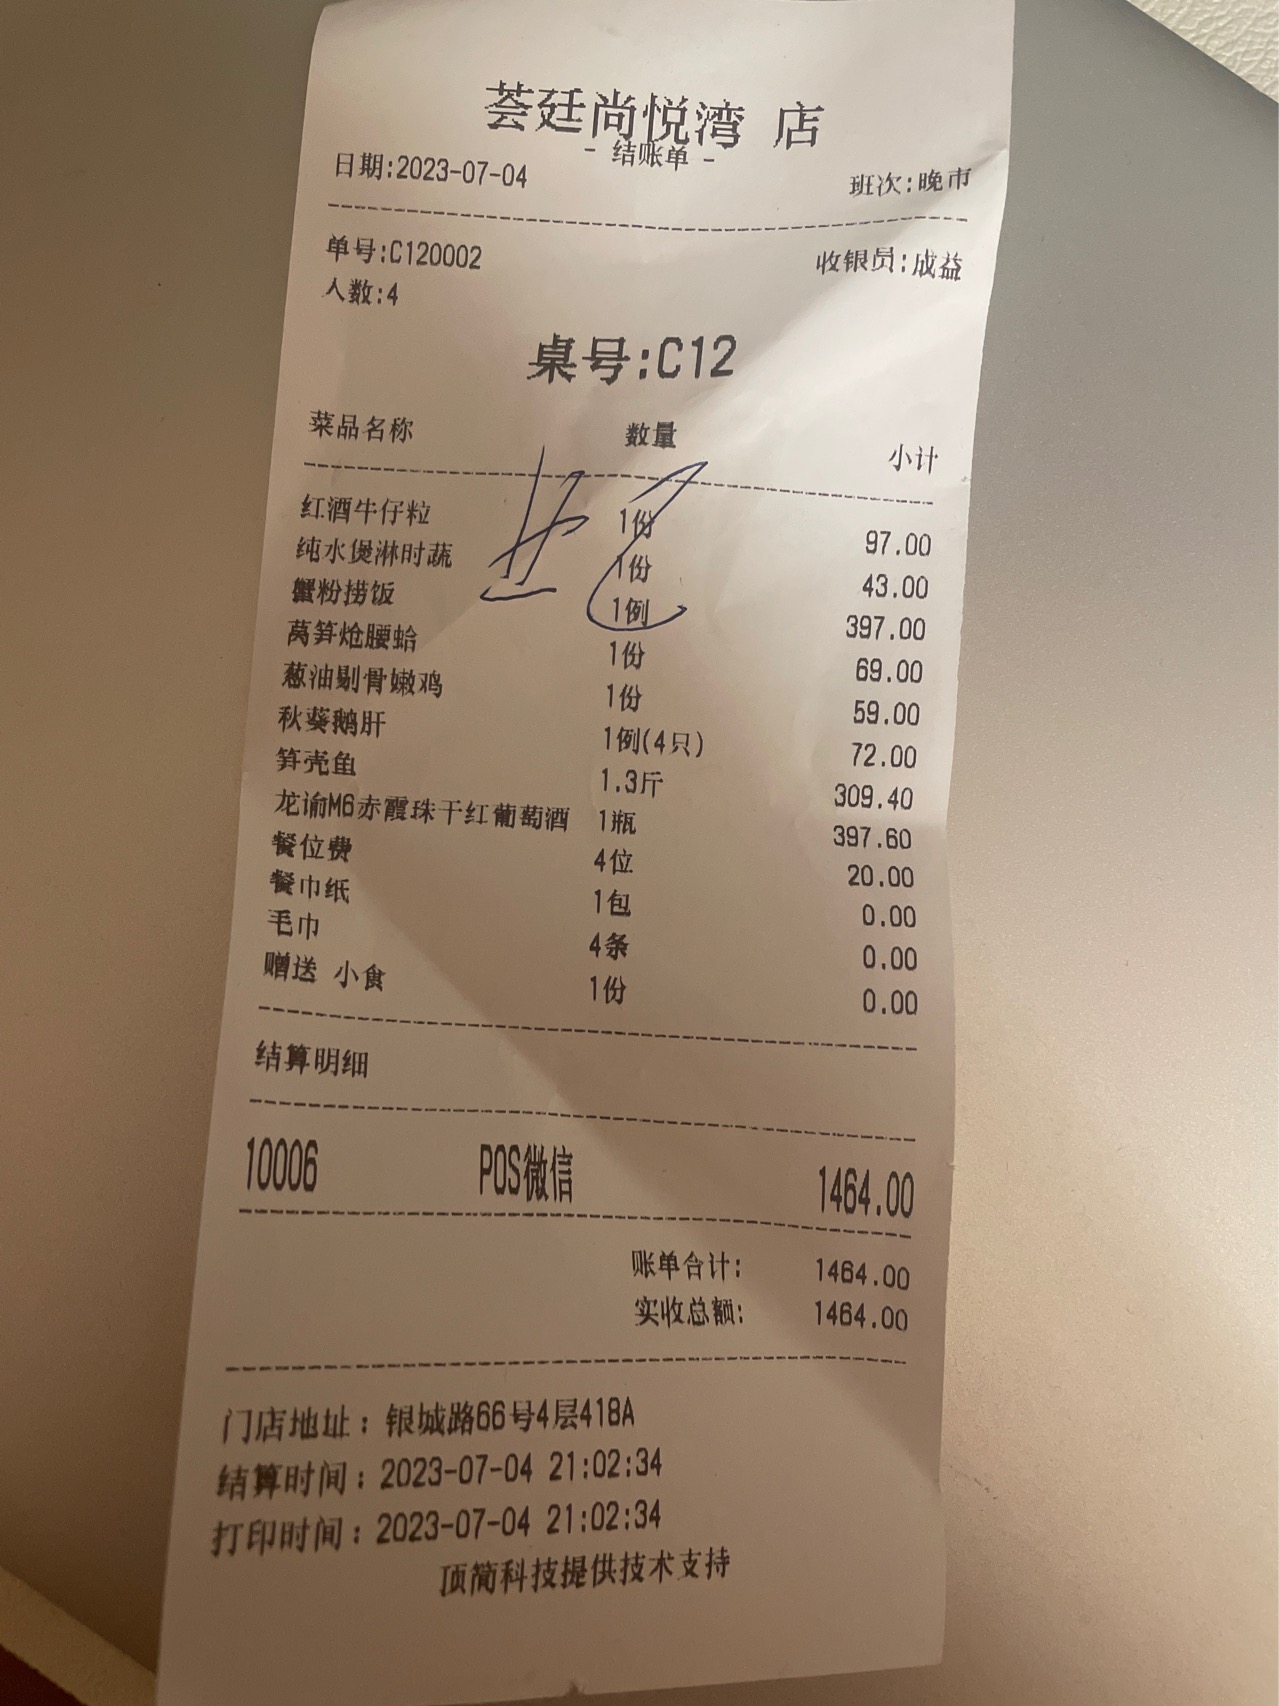 荟廷尚悦湾 店
- 结账单 -
日期:2023-07-04 班次:晚市
单号:C120002 收银员:成益
人数:4
桌号:C12
菜品名称 数量 小计
红酒牛仔粒 1份 97.00
纯水煲淋时蔬 1份 43.00
蟹粉捞饭 1例 397.00
莴笋炝腰蛤 1份 69.00
葱油剔骨嫩鸡 1份 59.00
秋葵鹅肝 1例(4只) 72.00
笋壳鱼 1.3斤 309.40
龙谕M6赤霞珠干红葡萄酒 1瓶 397.60
餐位费 4位 20.00
餐巾纸 1包 0.00
毛巾 4条 0.00
赠送 小食 1份 0.00
结算明细
10006 POS微信 1464.00
账单合计: 1464.00
实收总额: 1464.00
门店地址：银城路66号4层418A
结算时间：2023-07-04 21:02:34
打印时间：2023-07-04 21:02:34
顶简科技提供技术支持